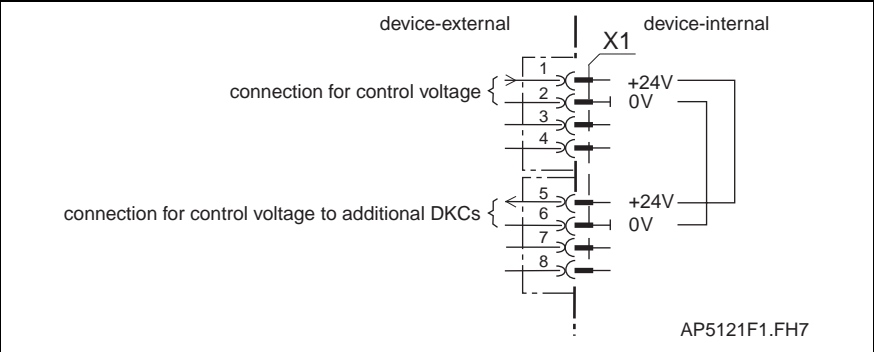 device-external device-internal
X1
1 +24V
connection for control voltage
2 0V
3
4
5 +24V
connection for control voltage to additional DKCs
6 0V
7
8
AP5121F1.FH7